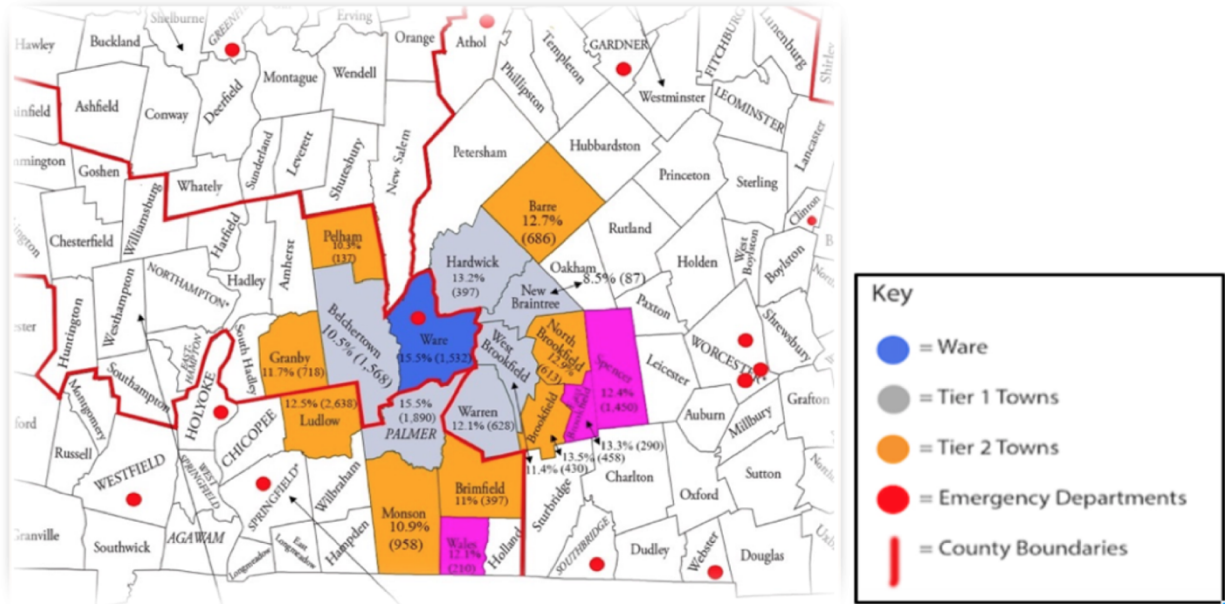 Shelburne
Erving
Hawley
Buckland
Orange
Athol
GARDNER
Templeton
FITCHBURG
Lunenburg
Shirley
Montague
Wendell
Phillipston
Westminster
LEOMINSTER
Ashfield
Conway
Deerfield
Sunderland
Leverett
Shutesbury
New Salem
Petersham
Hubbardston
Lancaster
Goshen
Whately
Princeton
Sterling
Clinton
Williamsburg
Hatfield
Amherst
Pelham
10.3%
(137)
Barre
12.7%
(686)
Rutland
Holden
West
Boylston
Boylston
Chesterfield
NORTHAMPTON*
Hadley
Hardwick
13.2%
(397)
Oakham
8.5% (87)
New
Braintree
Paxton
Shrewsbury
Huntington
Westhampton
EAST-
HAMPTON
South Hadley
Belchertown
10.5% (1,568)
Ware
15.5% (1,532)
West
Brookfield
North
Brookfield
12.9%
(613)
Spencer
12.4%
(1,450)
Leicester
WORCESTER*
Granby
11.7% (718)
Southampton
HOLYOKE
Montgomery
CHICOPEE
12.5% (2,638)
Ludlow
15.5%
(1,890)
PALMER
Warren
12.1% (628)
Brookfield
East
Brookfield
13.3% (290)
13.5% (458)
11.4% (430)
Auburn
Millbury
Grafton
Russell
WESTFIELD
WEST
SPRINGFIELD
SPRINGFIELD*
Wilbraham
Monson
10.9%
(958)
Brimfield
11% (397)
Sturbridge
Charlton
Oxford
Sutton
Granville
Southwick
AGAWAM
Longmeadow
East
Longmeadow
Hampden
Wales
12.1%
(210)
Holland
SOUTHBRIDGE
Dudley
Webster
Douglas
Key
= Ware
= Tier 1 Towns
= Tier 2 Towns
= Emergency Departments
= County Boundaries